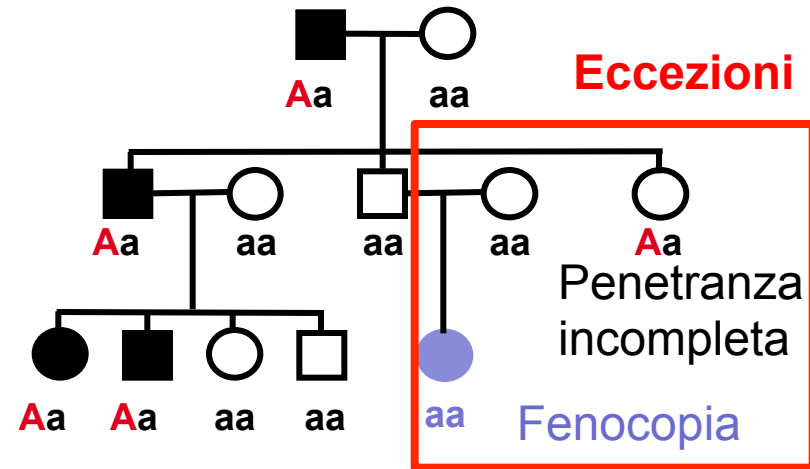 Eccezioni
Aa aa
Aa aa aa aa Aa
Penetranza
incompleta
Aa Aa aa aa aa
Fenocopia